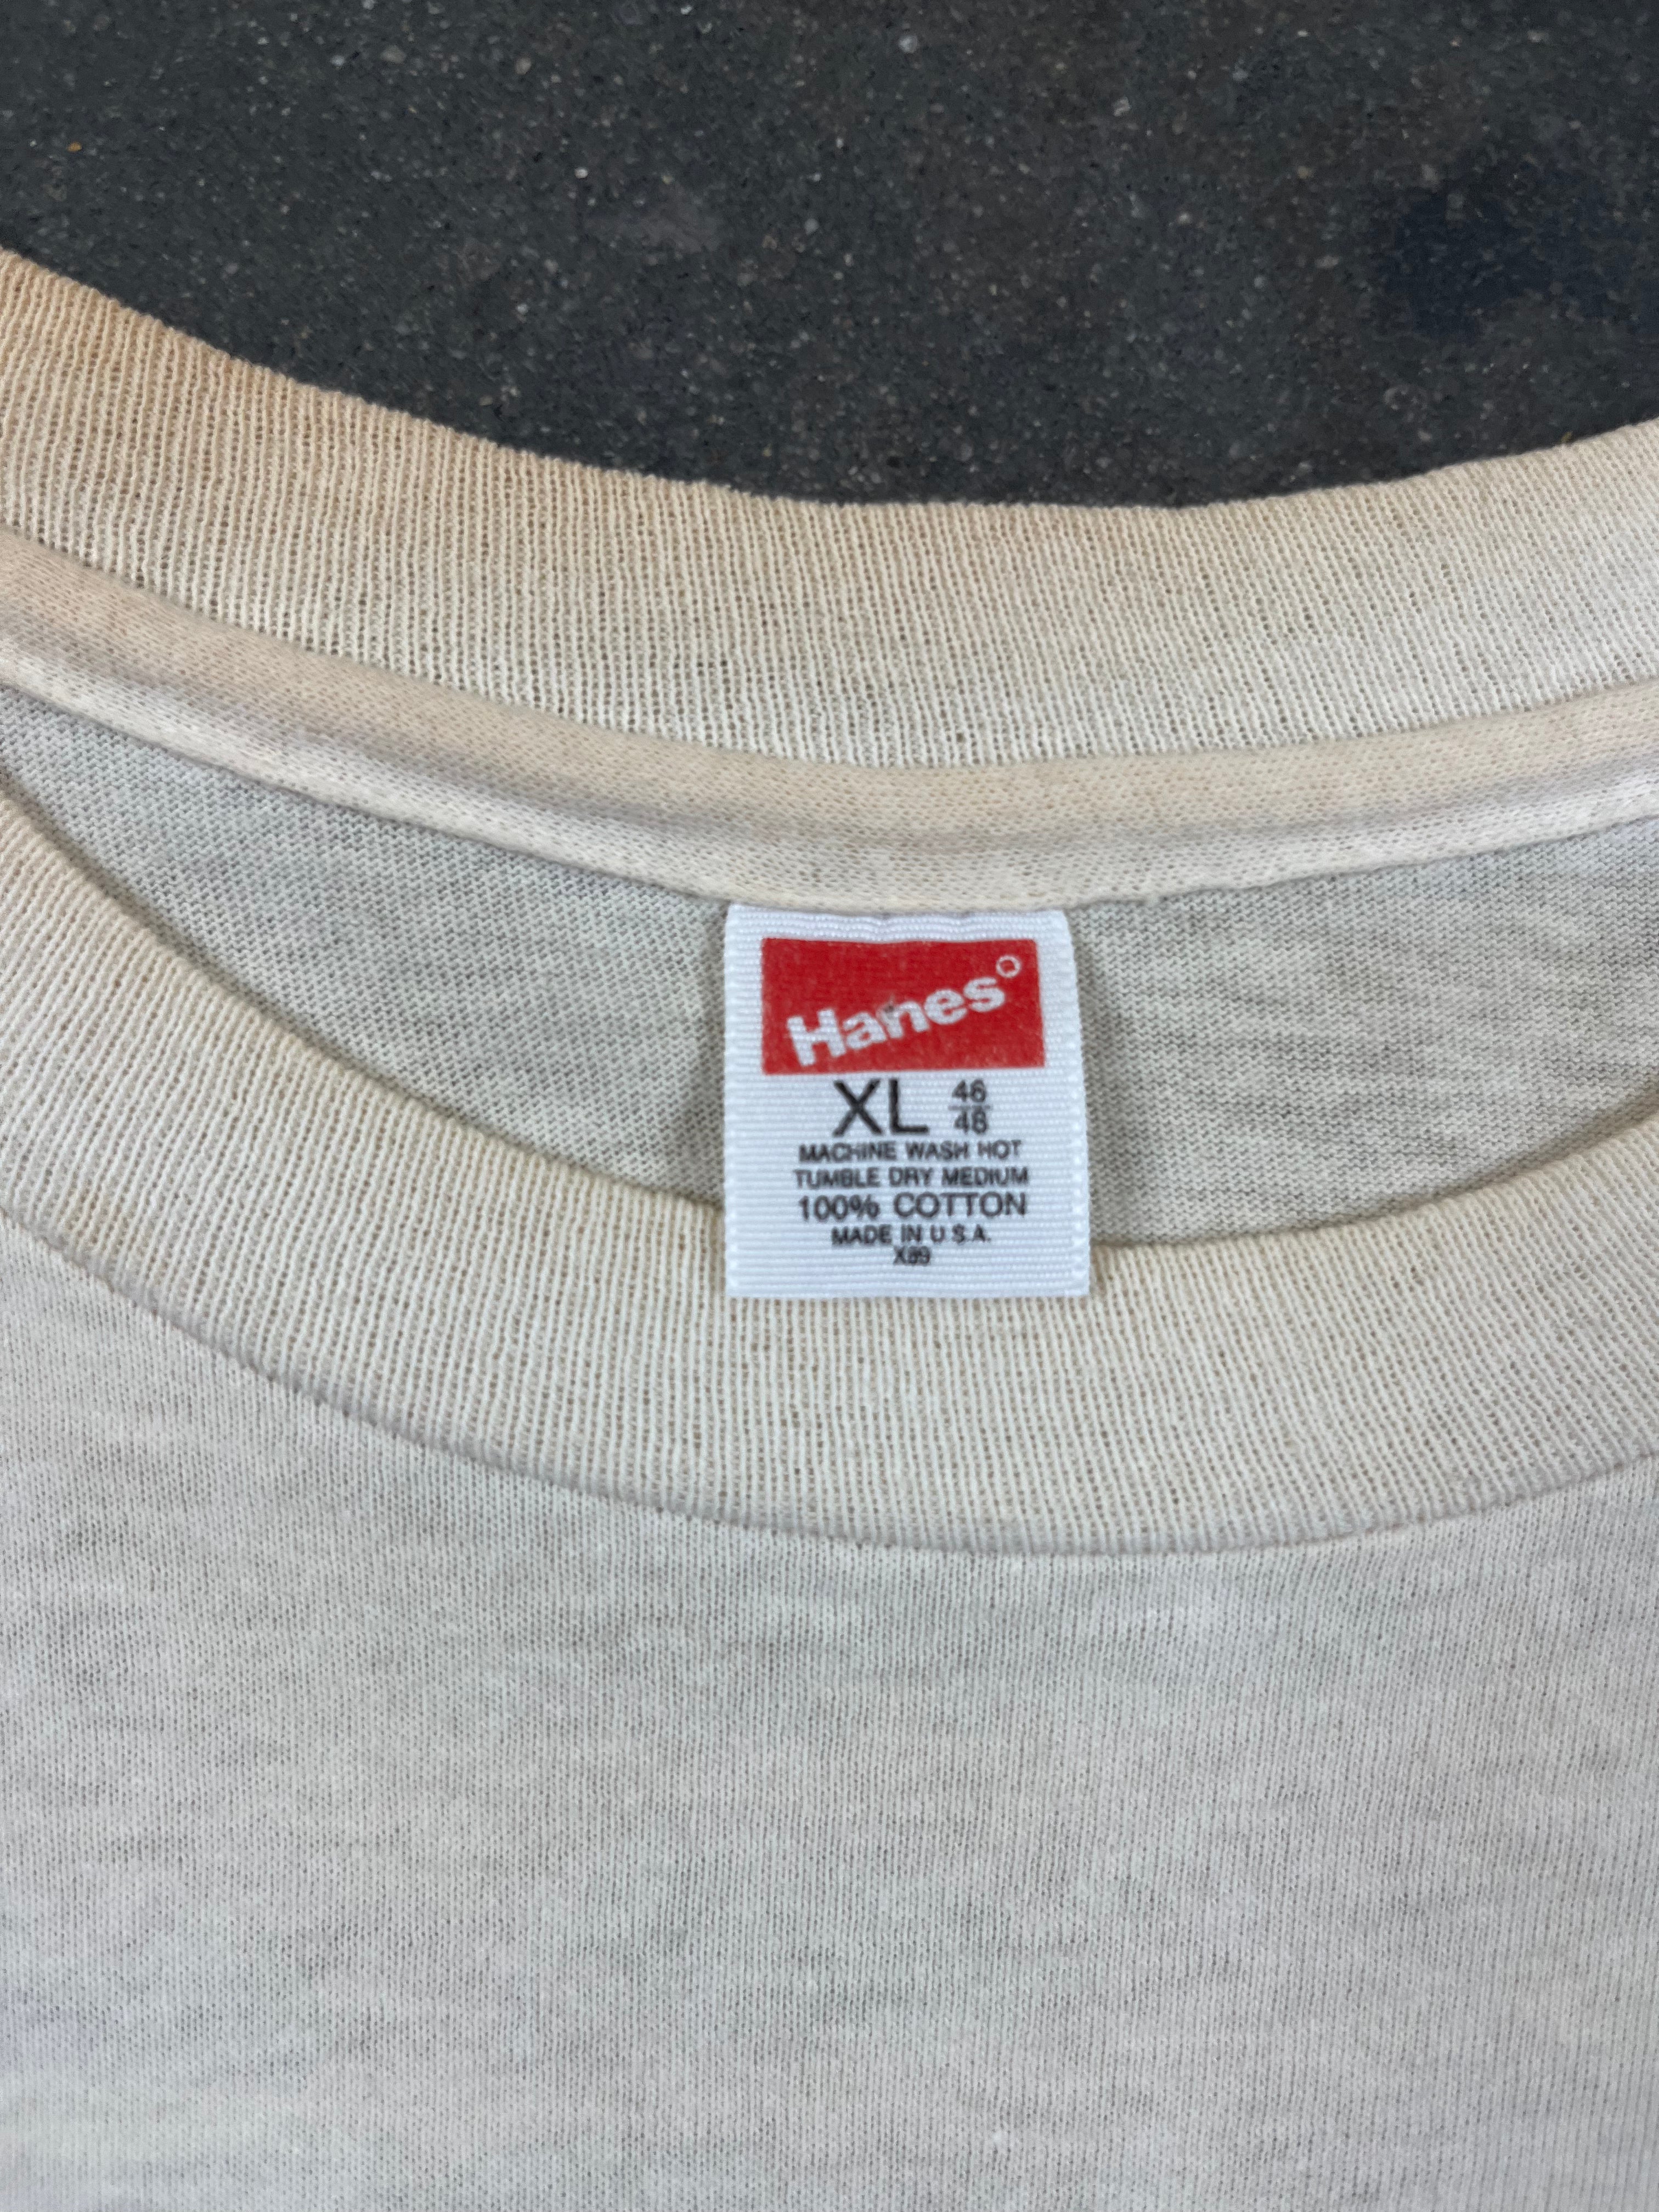 Hanes
XL 46/48
MACHINE WASH HOT
TUMBLE DRY MEDIUM
100% COTTON
MADE IN U.S.A.
X89